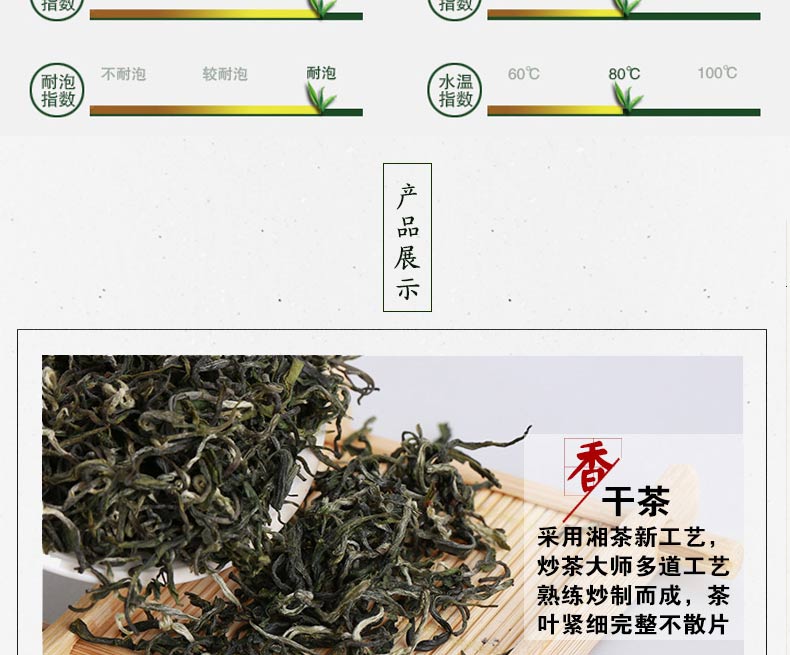 指数
指数
耐泡
指数
不耐泡 较耐泡 耐泡
水温
指数
60℃ 80℃ 100℃
产品展示
香
干茶
采用湘茶新工艺，
炒茶大师多道工艺
熟练炒制而成，茶
叶紧细完整不散片